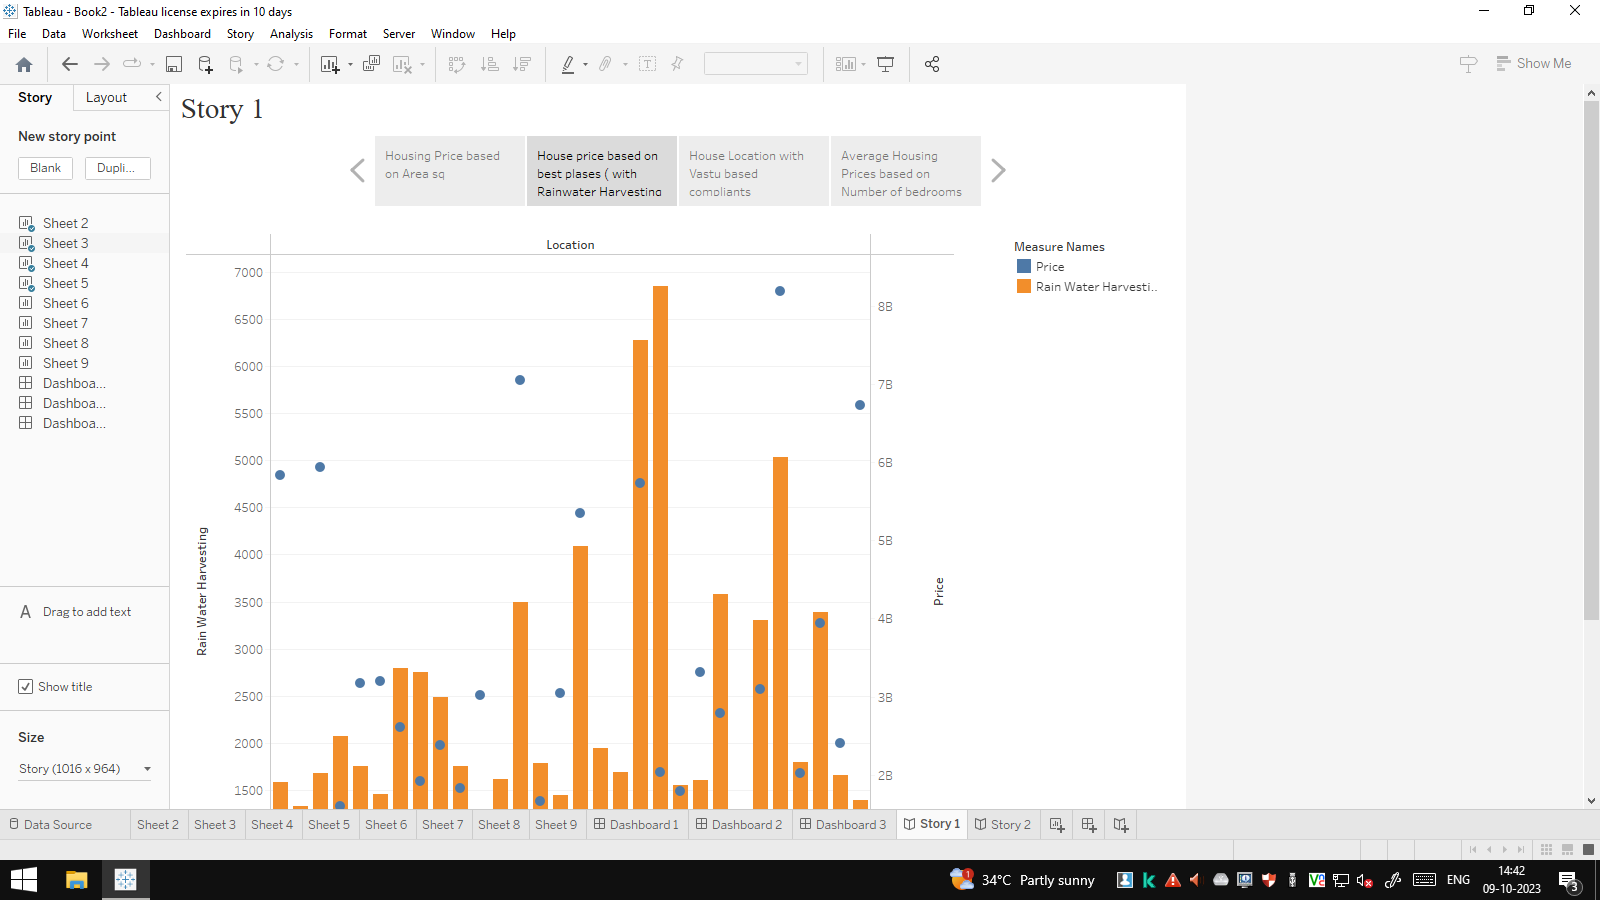 Tableau - Book2 - Tableau license expires in 10 days
File Data Worksheet Dashboard Story Analysis Format Server Window Help
Show Me
Story Layout
New story point
Blank Dupli...
Sheet 2
Sheet 3
Sheet 4
Sheet 5
Sheet 6
Sheet 7
Sheet 8
Sheet 9
Dashboa...
Dashboa...
Dashboa...
A Drag to add text
Show title
Size
Story (1016 x 964)
Story 1
Housing Price based
on Area sq
House price based on
best plases ( with
Rainwater Harvesting
House Location with
Vastu based
compliants
Average Housing
Prices based on
Number of bedrooms
Location
7000
6500
6000
5500
5000
4500
4000
3500
3000
2500
2000
1500
Rain Water Harvesting
8B
7B
6B
5B
4B
3B
2B
Price
Measure Names
Price
Rain Water Harvesti..
Data Source Sheet 2 Sheet 3 Sheet 4 Sheet 5 Sheet 6 Sheet 7 Sheet 8 Sheet 9 Dashboard 1 Dashboard 2 Dashboard 3 Story 1 Story 2
1 34°C Partly sunny ENG 14:42
09-10-2023
3